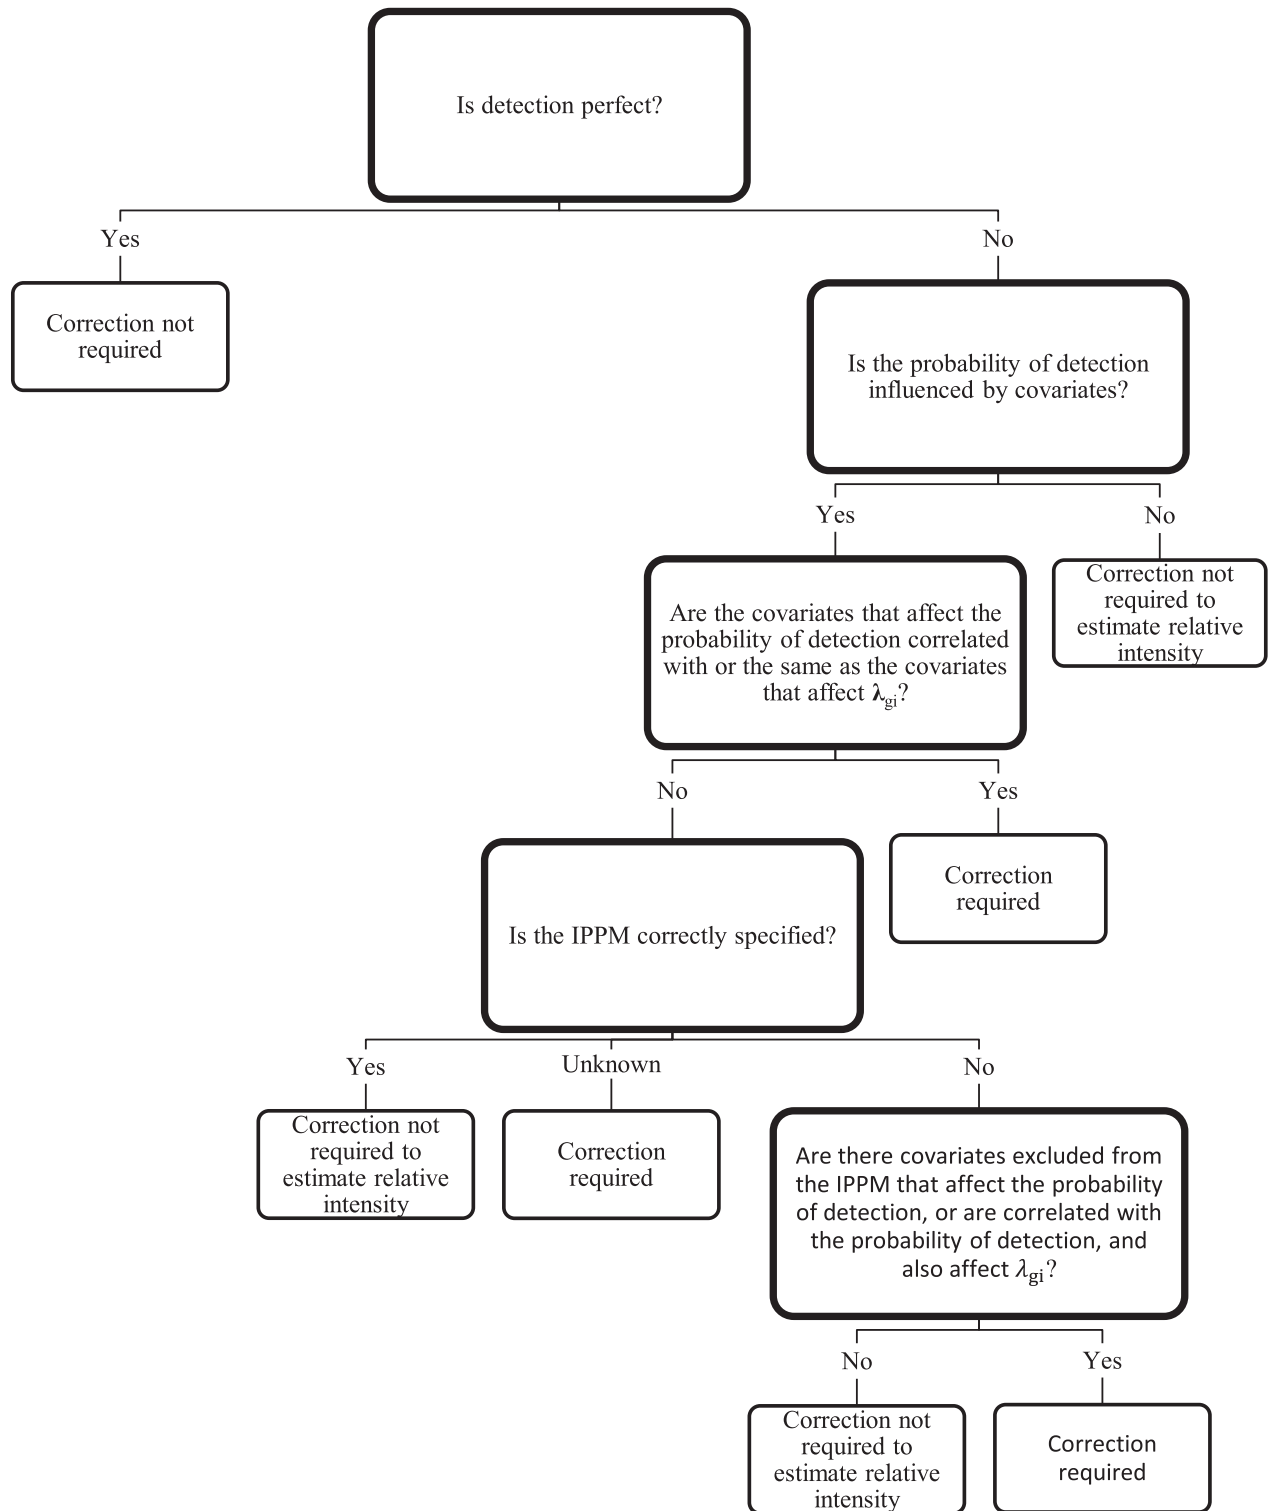 Is detection perfect?
Yes
No
Correction not
required
Is the probability of detection
influenced by covariates?
Yes
No
Are the covariates that affect the
probability of detection correlated
with or the same as the covariates
that affect λgi?
Correction not
required to
estimate relative
intensity
No
Yes
Is the IPPM correctly specified?
Correction
required
Yes
Unknown
No
Correction not
required to
estimate relative
intensity
Correction
required
Are there covariates excluded from
the IPPM that affect the probability
of detection, or are correlated with
the probability of detection, and
also affect λgi?
No
Yes
Correction not
required to
estimate relative
intensity
Correction
required